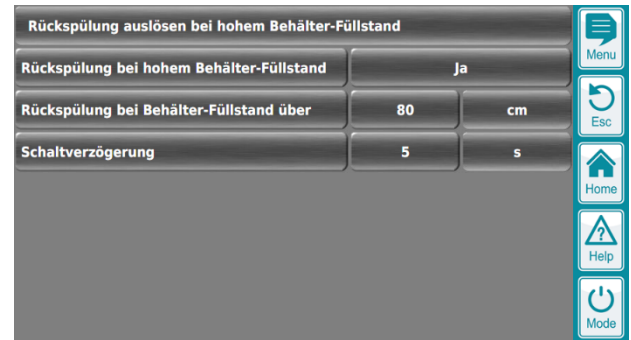 Rückspülung auslösen bei hohem Behälter-Füllstand
Rückspülung bei hohem Behälter-Füllstand Ja
Rückspülung bei Behälter-Füllstand über 80 cm
Schaltverzögerung 5 s
Menu
Esc
Home
Help
Mode